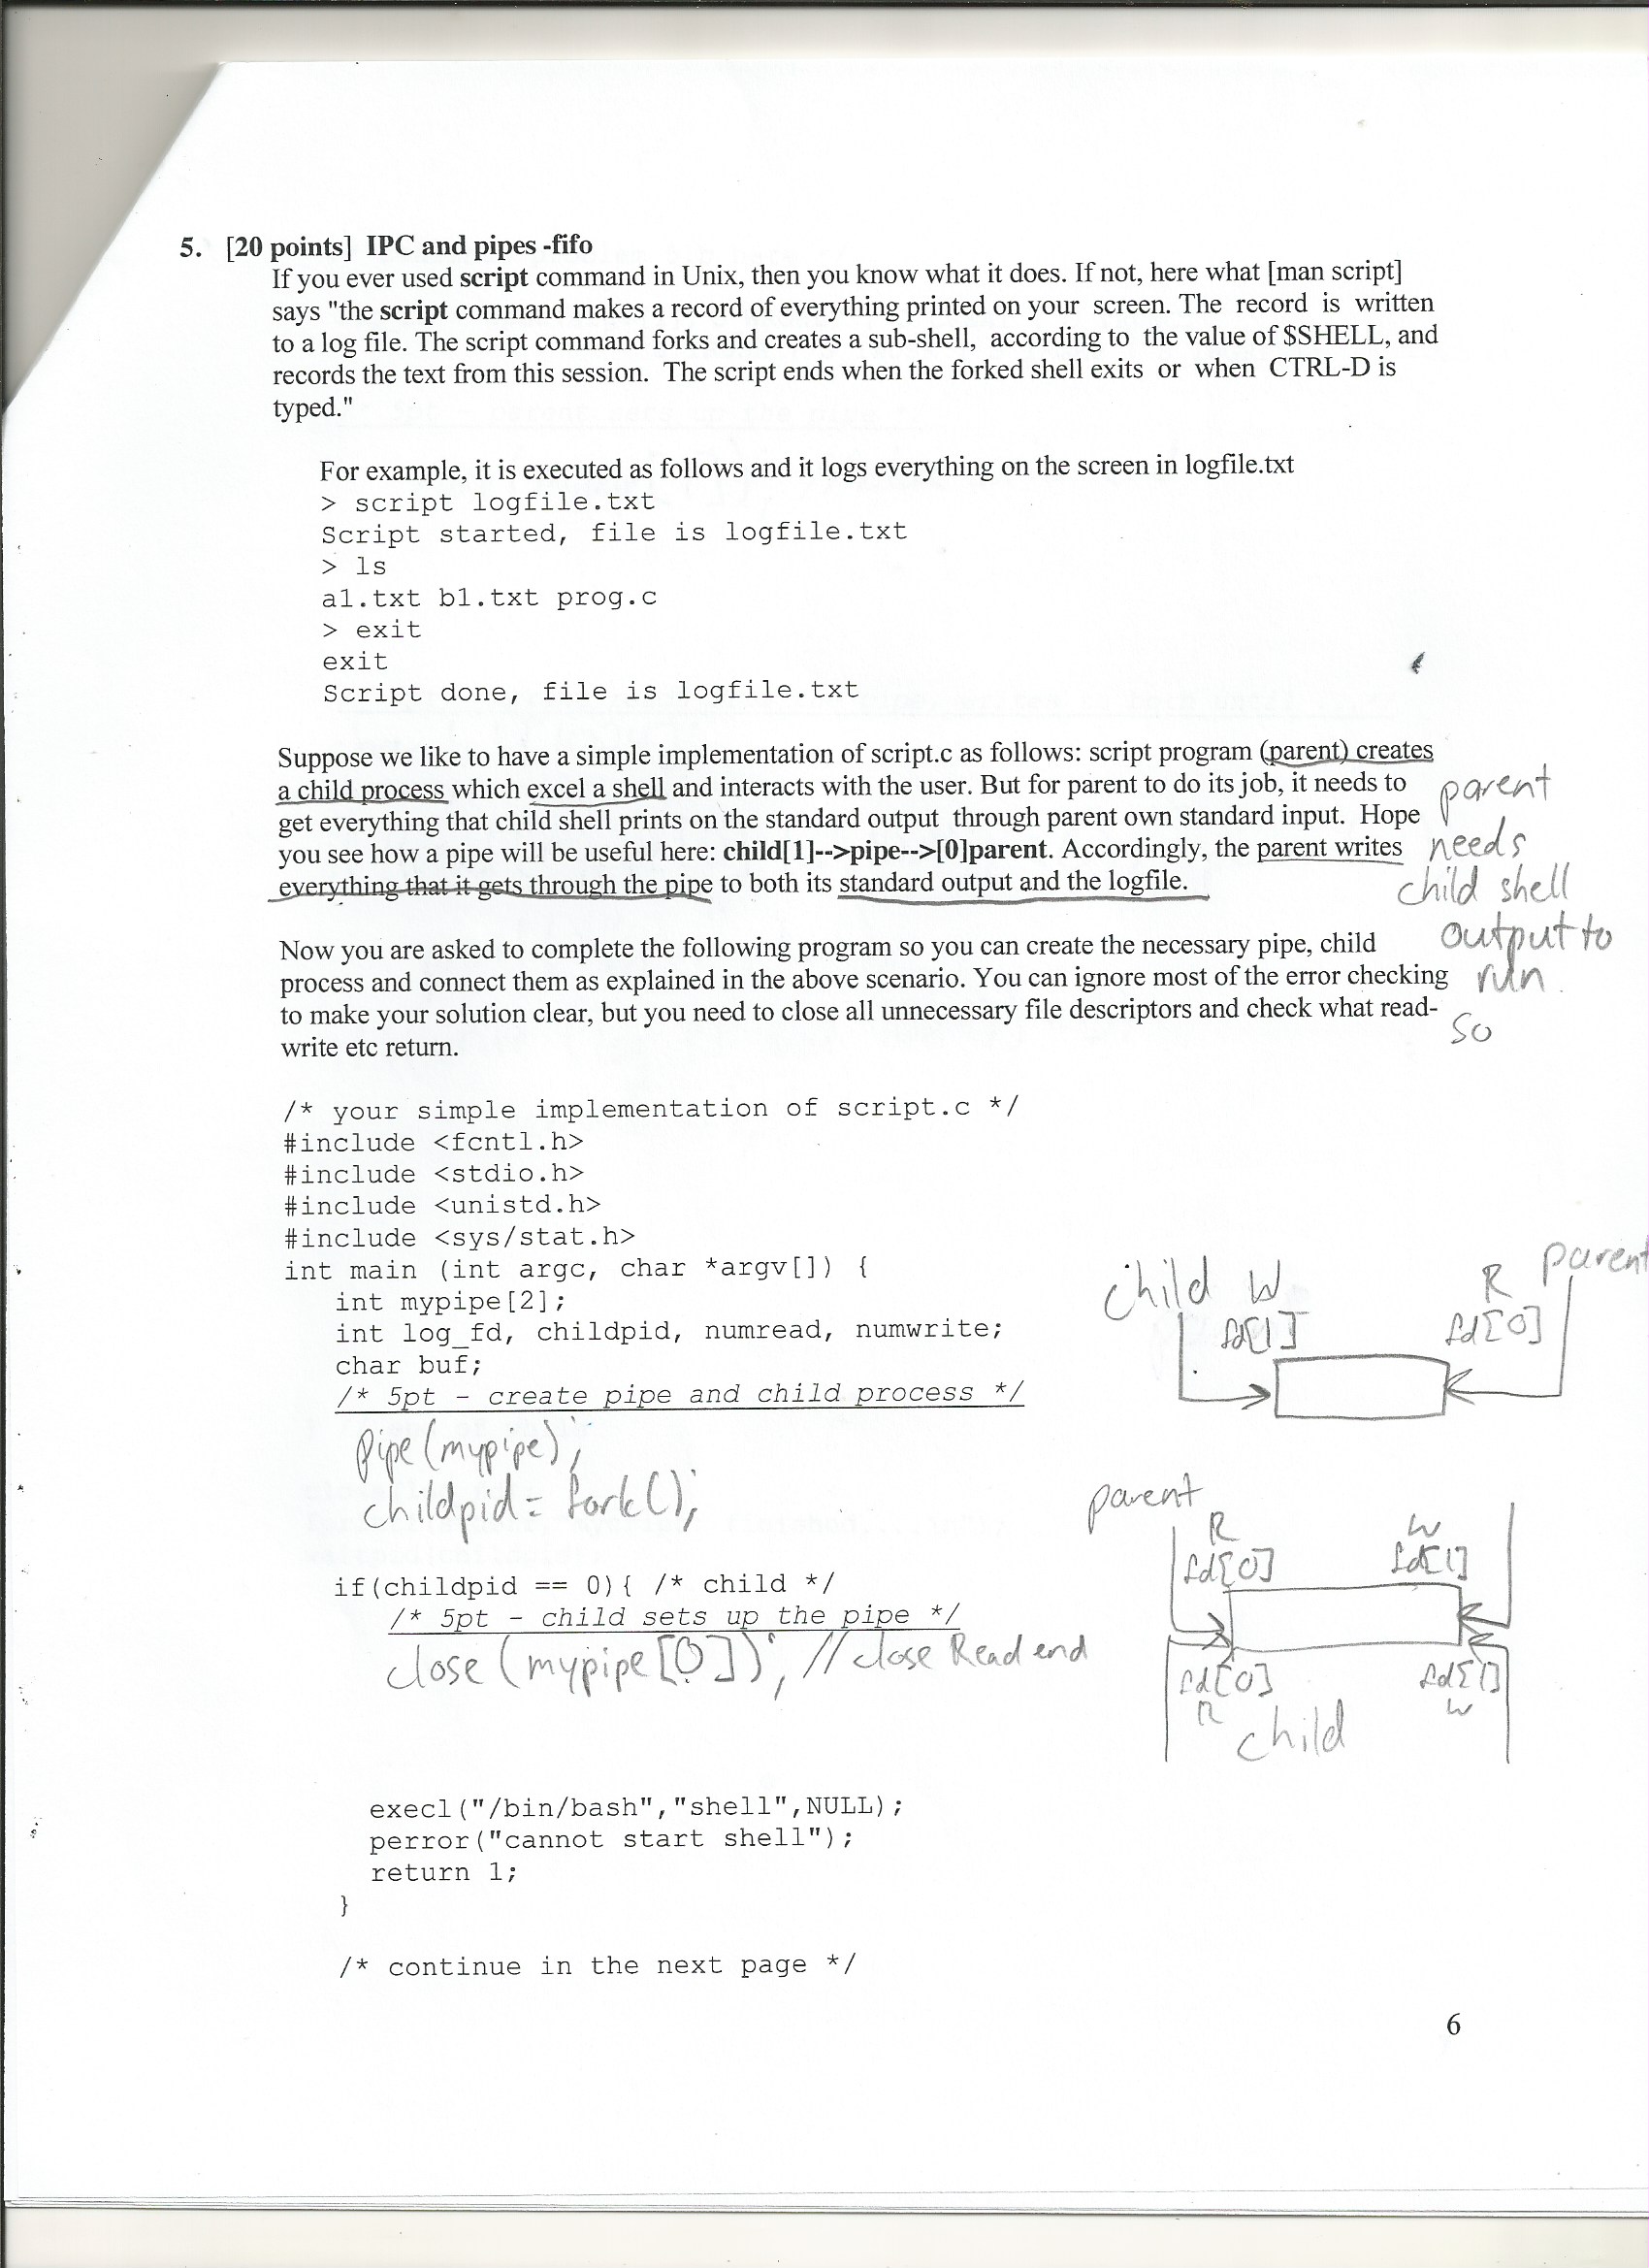 5. [20 points] IPC and pipes -fifo
If you ever used script command in Unix, then you know what it does. If not, here what [man script]
says "the script command makes a record of everything printed on your screen. The record is written
to a log file. The script command forks and creates a sub-shell, according to the value of $SHELL, and
records the text from this session. The script ends when the forked shell exits or when CTRL-D is
typed."
For example, it is executed as follows and it logs everything on the screen in logfile.txt
> script logfile.txt
Script started, file is logfile.txt
> ls
a1.txt b1.txt prog.c
> exit
exit
Script done, file is logfile.txt
Suppose we like to have a simple implementation of script.c as follows: script program (parent) creates
a child process which excel a shell and interacts with the user. But for parent to do its job, it needs to
get everything that child shell prints on the standard output through parent own standard input. Hope
you see how a pipe will be useful here: child[1]-->pipe-->[0]parent. Accordingly, the parent writes
everything that it gets through the pipe to both its standard output and the logfile.
parent
needs
child shell
output to
run
so
Now you are asked to complete the following program so you can create the necessary pipe, child
process and connect them as explained in the above scenario. You can ignore most of the error checking
to make your solution clear, but you need to close all unnecessary file descriptors and check what read-
write etc return.
/* your simple implementation of script.c */
#include <fcntl.h>
#include <stdio.h>
#include <unistd.h>
#include <sys/stat.h>
int main (int argc, char *argv[]) {
int mypipe[2];
int log_fd, childpid, numread, numwrite;
char buf;
/* 5pt - create pipe and child process */
child W R parent
fd[1] fd[0]
pipe(mypipe);
childpid = fork();
parent
R W
fd[0] fd[1]
if(childpid == 0){ /* child */
/* 5pt - child sets up the pipe */
close(mypipe[0]); // close Read end
fd[0] fd[1]
R W
child
execl("/bin/bash","shell",NULL);
perror("cannot start shell");
return 1;
}
/* continue in the next page */
6